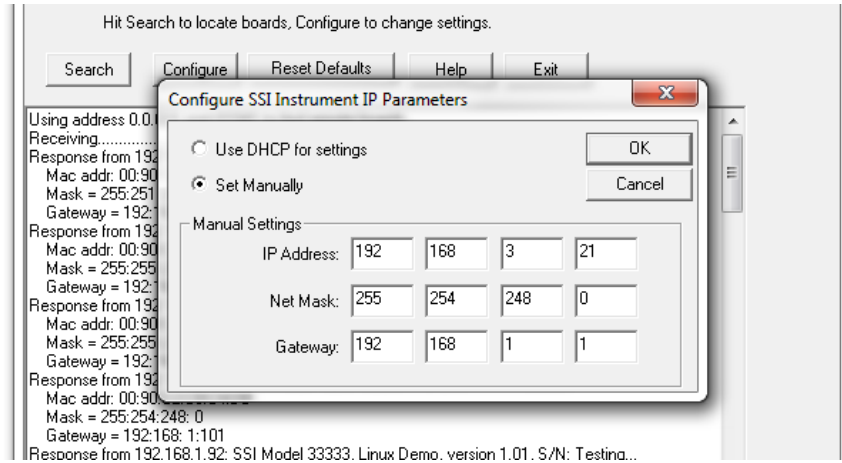 Hit Search to locate boards, Configure to change settings.
Search Configure Reset Defaults Help Exit
Configure SSI Instrument IP Parameters
Use DHCP for settings
Set Manually
OK
Cancel
Manual Settings
IP Address: 192 168 3 21
Net Mask: 255 254 248 0
Gateway: 192 168 1 1
Using address 0.0.
Receiving..............
Response from 192
Mac addr: 00:90
Mask = 255:251
Gateway = 192:
Response from 192
Mac addr: 00:90
Mask = 255:255
Gateway = 192:
Response from 192
Mac addr: 00:90
Mask = 255:255
Gateway = 192:
Response from 192
Mac addr: 00:90
Mask = 255:254:248: 0
Gateway = 192:168: 1:101
Response from 192.168.1.92: SSI Model 33333, Linux Demo, version 1.01, S/N: Testing...